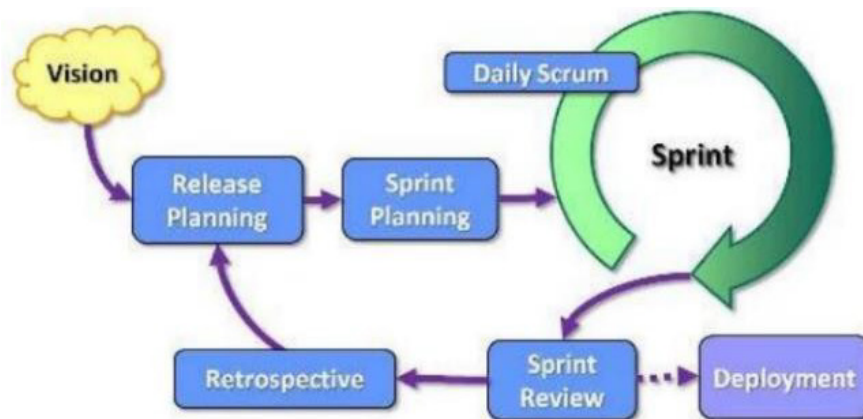 Vision
Daily Scrum
Sprint
Release
Planning
Sprint
Planning
Retrospective
Sprint
Review
Deployment